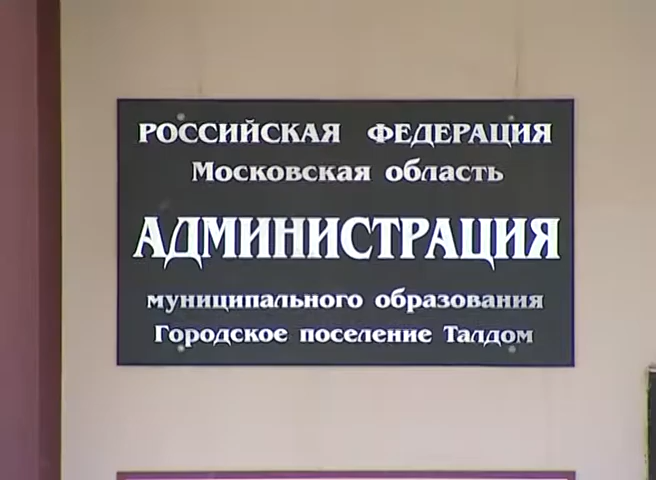 РОССИЙСКАЯ ФЕДЕРАЦИЯ
Московская область
АДМИНИСТРАЦИЯ
муниципального образования
Городское поселение Талдом